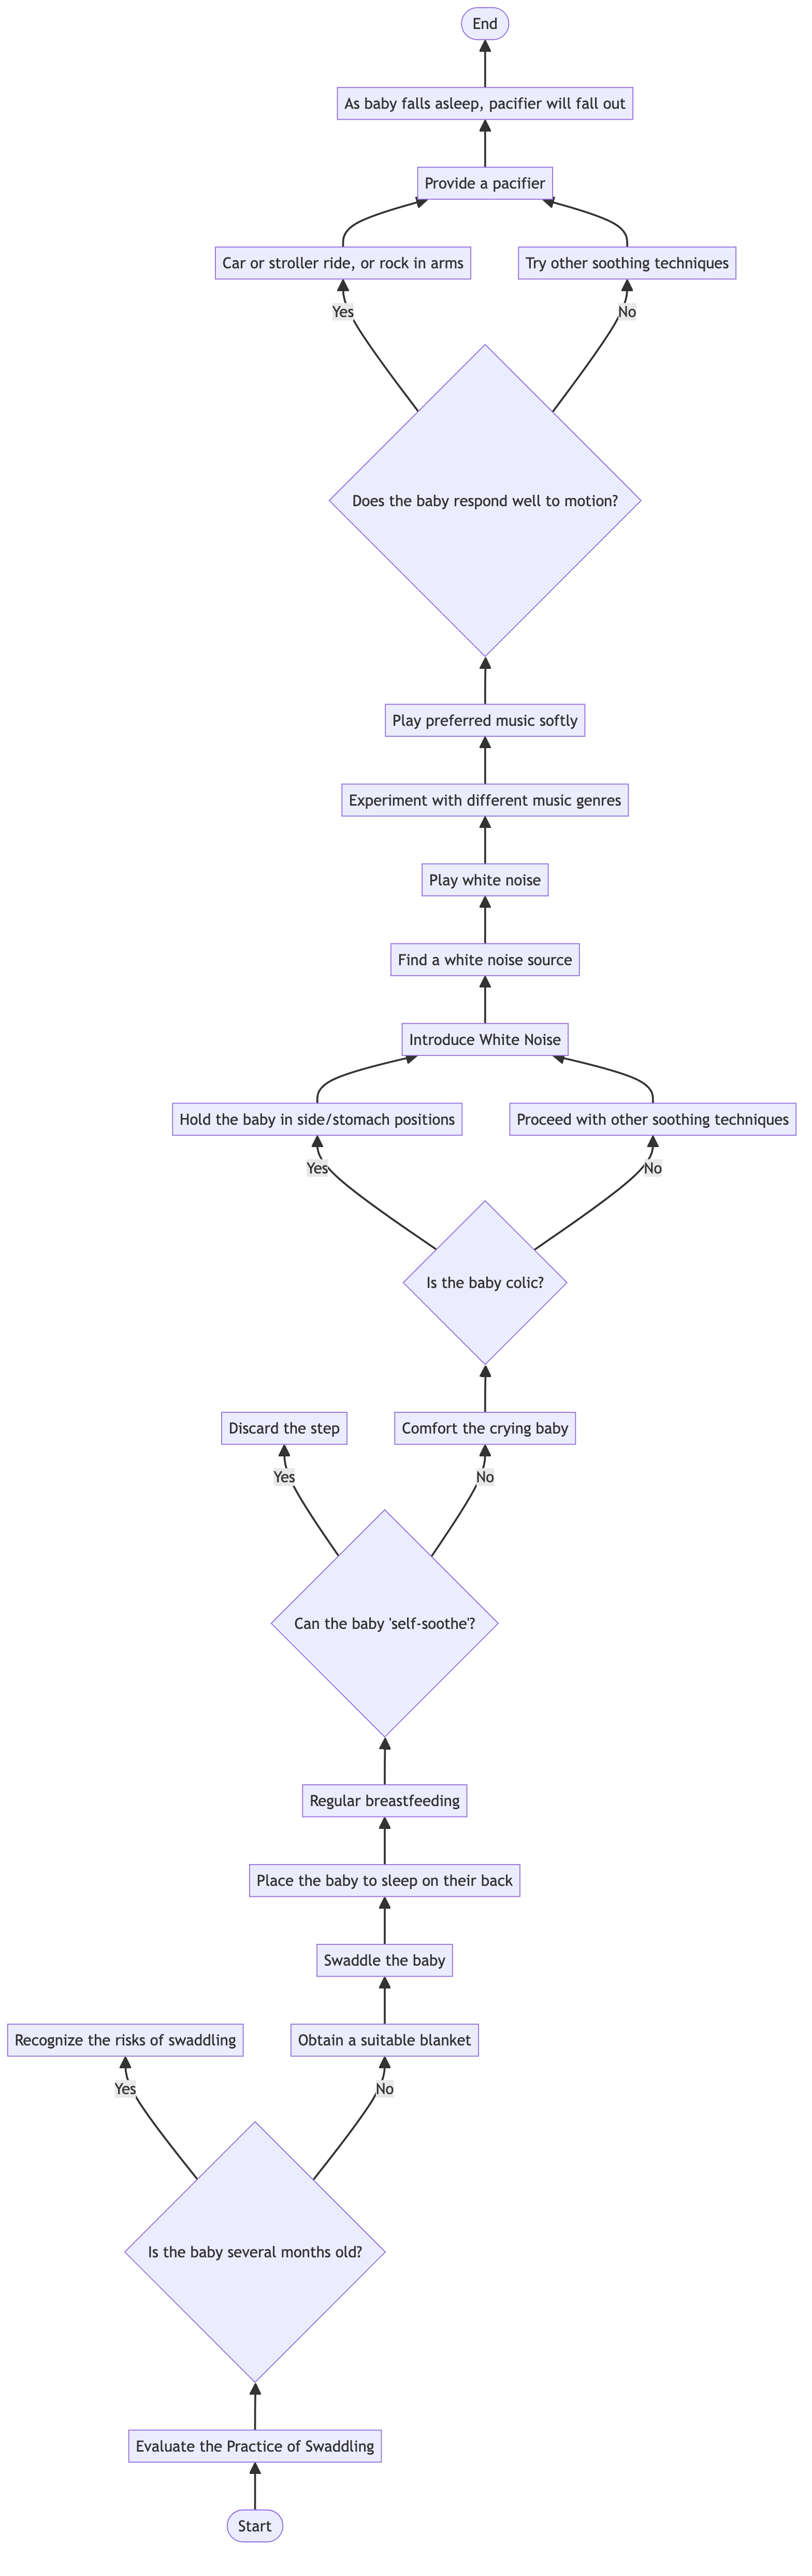 End
As baby falls asleep, pacifier will fall out
Provide a pacifier
Car or stroller ride, or rock in arms
Try other soothing techniques
Yes
No
Does the baby respond well to motion?
Play preferred music softly
Experiment with different music genres
Play white noise
Find a white noise source
Introduce White Noise
Hold the baby in side/stomach positions
Proceed with other soothing techniques
Yes
No
Is the baby colic?
Discard the step
Comfort the crying baby
Yes
No
Can the baby 'self-soothe'?
Regular breastfeeding
Place the baby to sleep on their back
Swaddle the baby
Recognize the risks of swaddling
Obtain a suitable blanket
Yes
No
Is the baby several months old?
Evaluate the Practice of Swaddling
Start